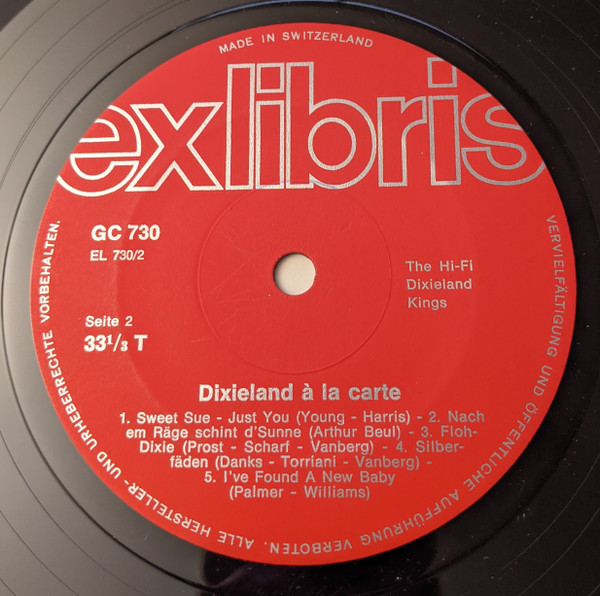 MADE IN SWITZERLAND
exlibris
GC 730
EL 730/2
The Hi-Fi
Dixieland
Kings
Seite 2
33¹/₃ T
Dixieland à la carte
1. Sweet Sue - Just You (Young - Harris) - 2. Nach
em Räge schint d'Sunne (Arthur Beul) - 3. Floh-
Dixie (Prost - Scharf - Vanberg) - 4. Silber-
fäden (Danks - Torriani - Vanberg) -
5. I've Found A New Baby
(Palmer - Williams)
ALLE HERSTELLER- UND URHEBERRECHTE VORBEHALTEN.
VERVIELFÄLTIGUNG UND ÖFFENTLICHE AUFFÜHRUNG VERBOTEN.